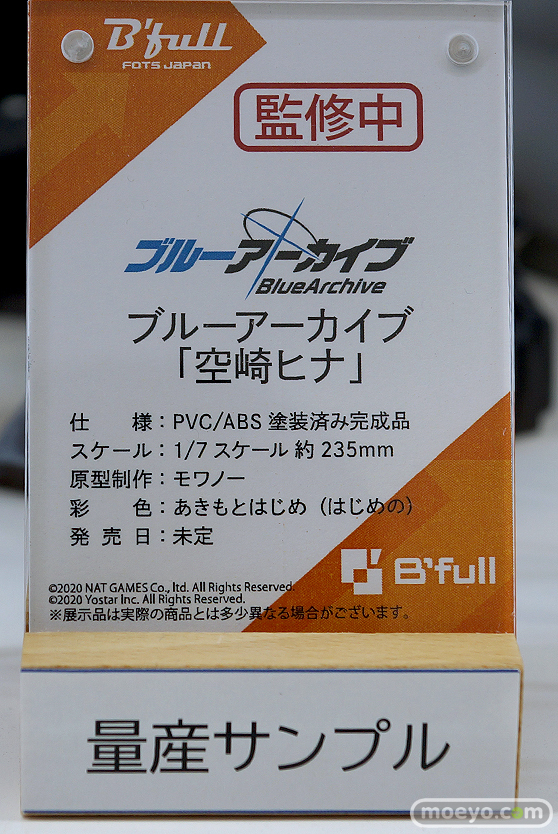 B'full
FOTS JAPAN
監修中
ブルーアーカイブ
BlueArchive
ブルーアーカイブ
「空崎ヒナ」
仕　様：PVC/ABS 塗装済み完成品
スケール：1/7 スケール 約 235mm
原型制作：モワノー
彩　色：あきもとはじめ（はじめの）
発売日：未定
B'full
©2020 NAT GAMES Co., ltd. All Rights Reserved.
©2020 Yostar Inc. All Rights Reserved.
※展示品は実際の商品とは多少異なる場合がございます。
量産サンプル
moeyo.com